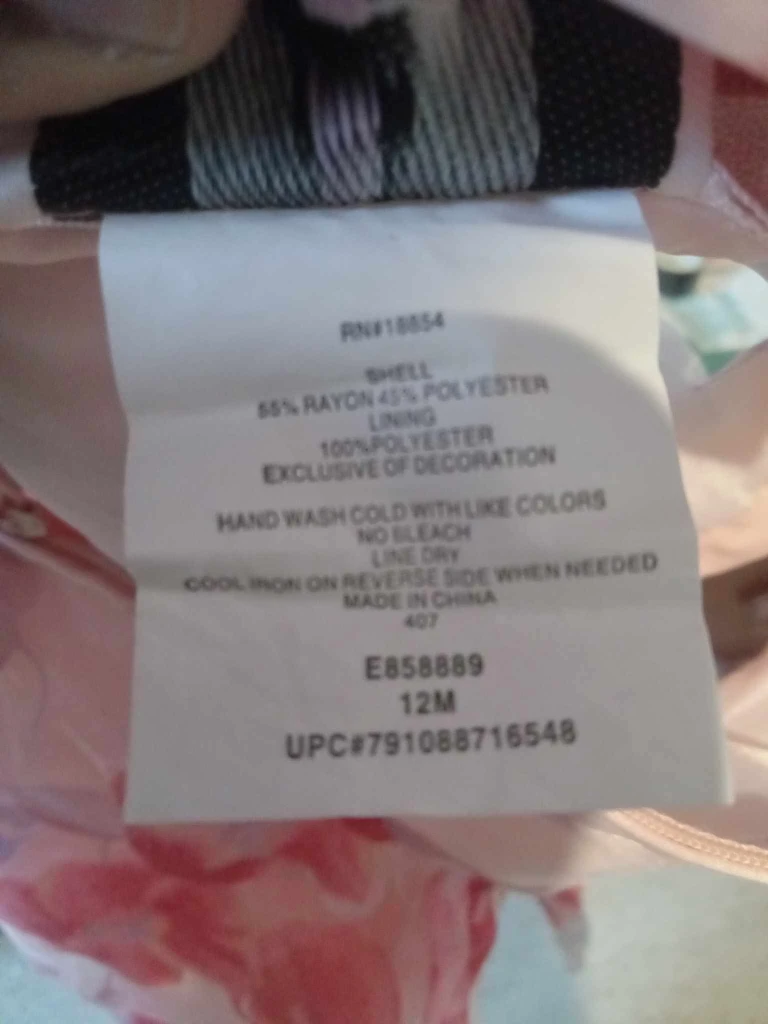 RN#18854
SHELL
55% RAYON 45% POLYESTER
LINING
100%POLYESTER
EXCLUSIVE OF DECORATION
HAND WASH COLD WITH LIKE COLORS
NO BLEACH
LINE DRY
COOL IRON ON REVERSE SIDE WHEN NEEDED
MADE IN CHINA
407
E858889
12M
UPC#791088716548